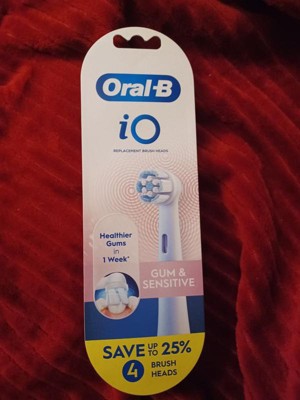 Oral-B
iO
REPLACEMENT BRUSH HEADS
Healthier
Gums
in
1 Week*
GUM &
SENSITIVE
SAVE UP TO 25%
4 BRUSH
HEADS